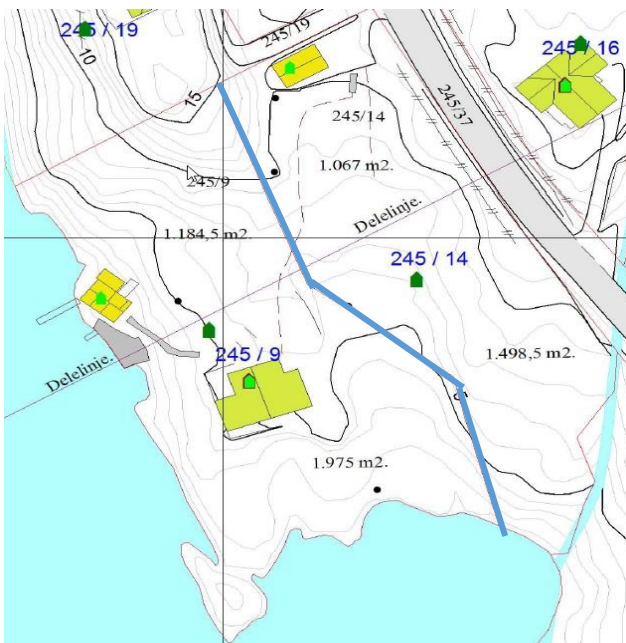 245 / 19
245/19
245 / 16
10
15
245/37
245/14
1.067 m2.
245/9
Delelinje.
1.184,5 m2.
245 / 14
245 / 9
1.498,5 m2.
Delelinje.
1.975 m2.